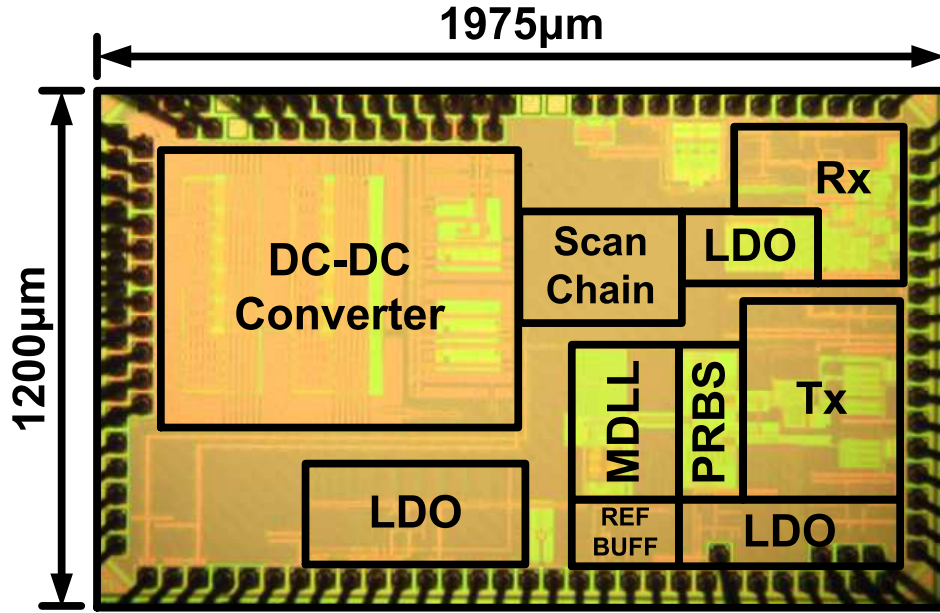 1975µm
1200µm
DC-DC
Converter
Scan
Chain
LDO
Rx
MDLL
PRBS
Tx
LDO
REF
BUFF
LDO